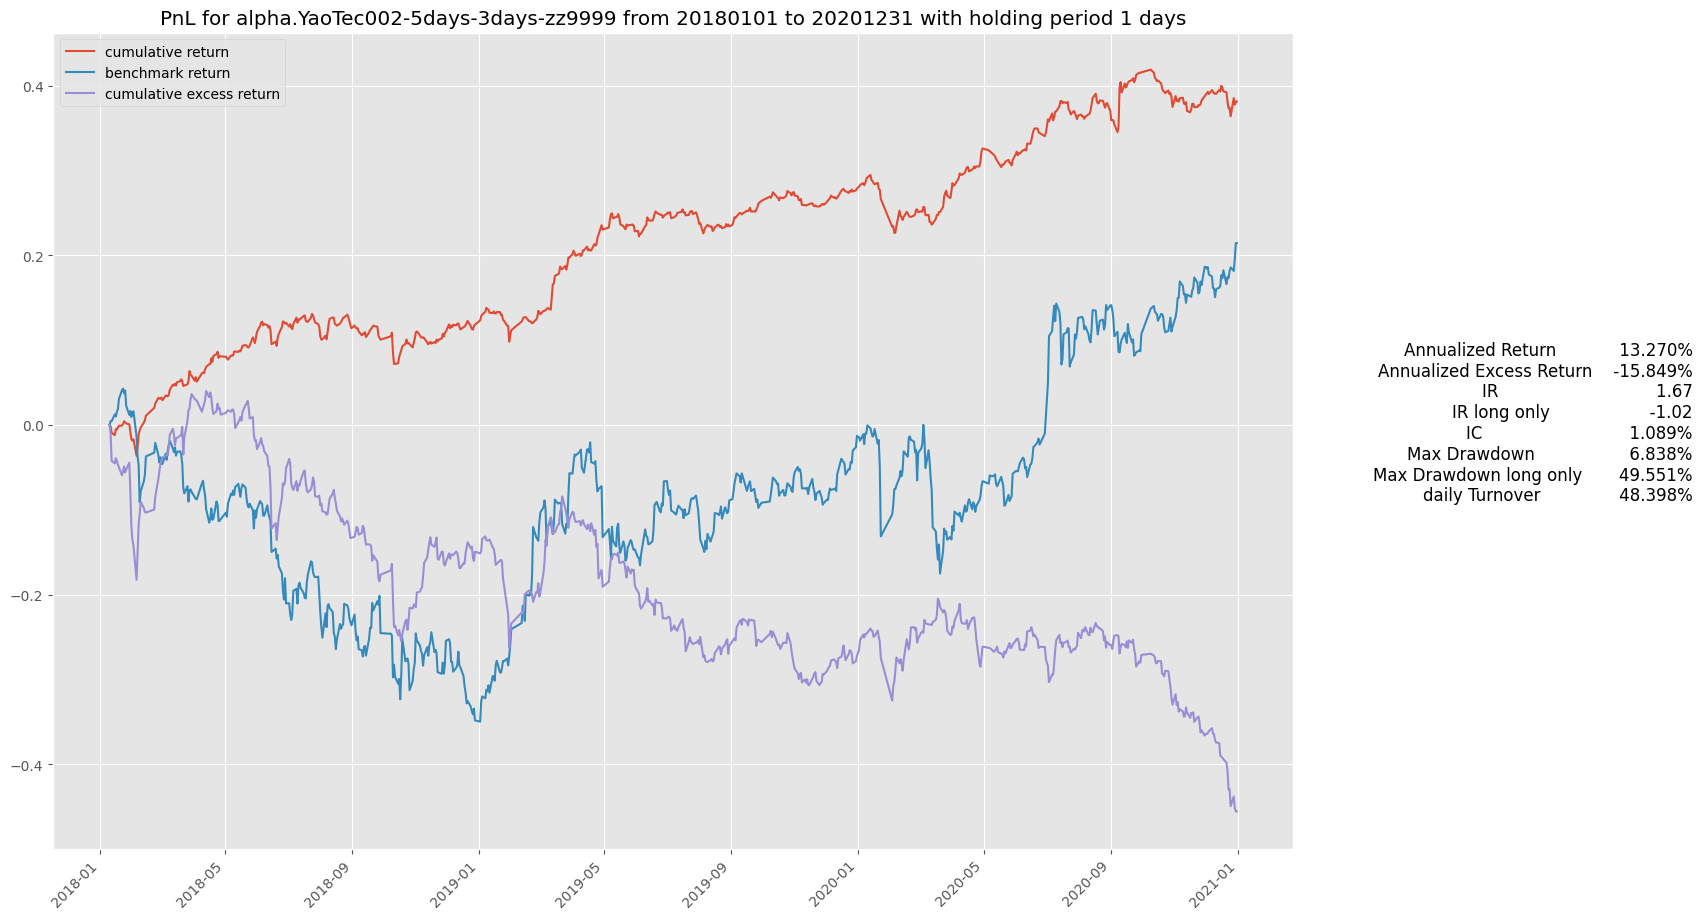 PnL for alpha.YaoTec002-5days-3days-zz9999 from 20180101 to 20201231 with holding period 1 days
cumulative return
benchmark return
cumulative excess return
0.4
0.2
0.0
−0.2
−0.4
2018-01
2018-05
2018-09
2019-01
2019-05
2019-09
2020-01
2020-05
2020-09
2021-01
Annualized Return 13.270%
Annualized Excess Return -15.849%
IR 1.67
IR long only -1.02
IC 1.089%
Max Drawdown 6.838%
Max Drawdown long only 49.551%
daily Turnover 48.398%